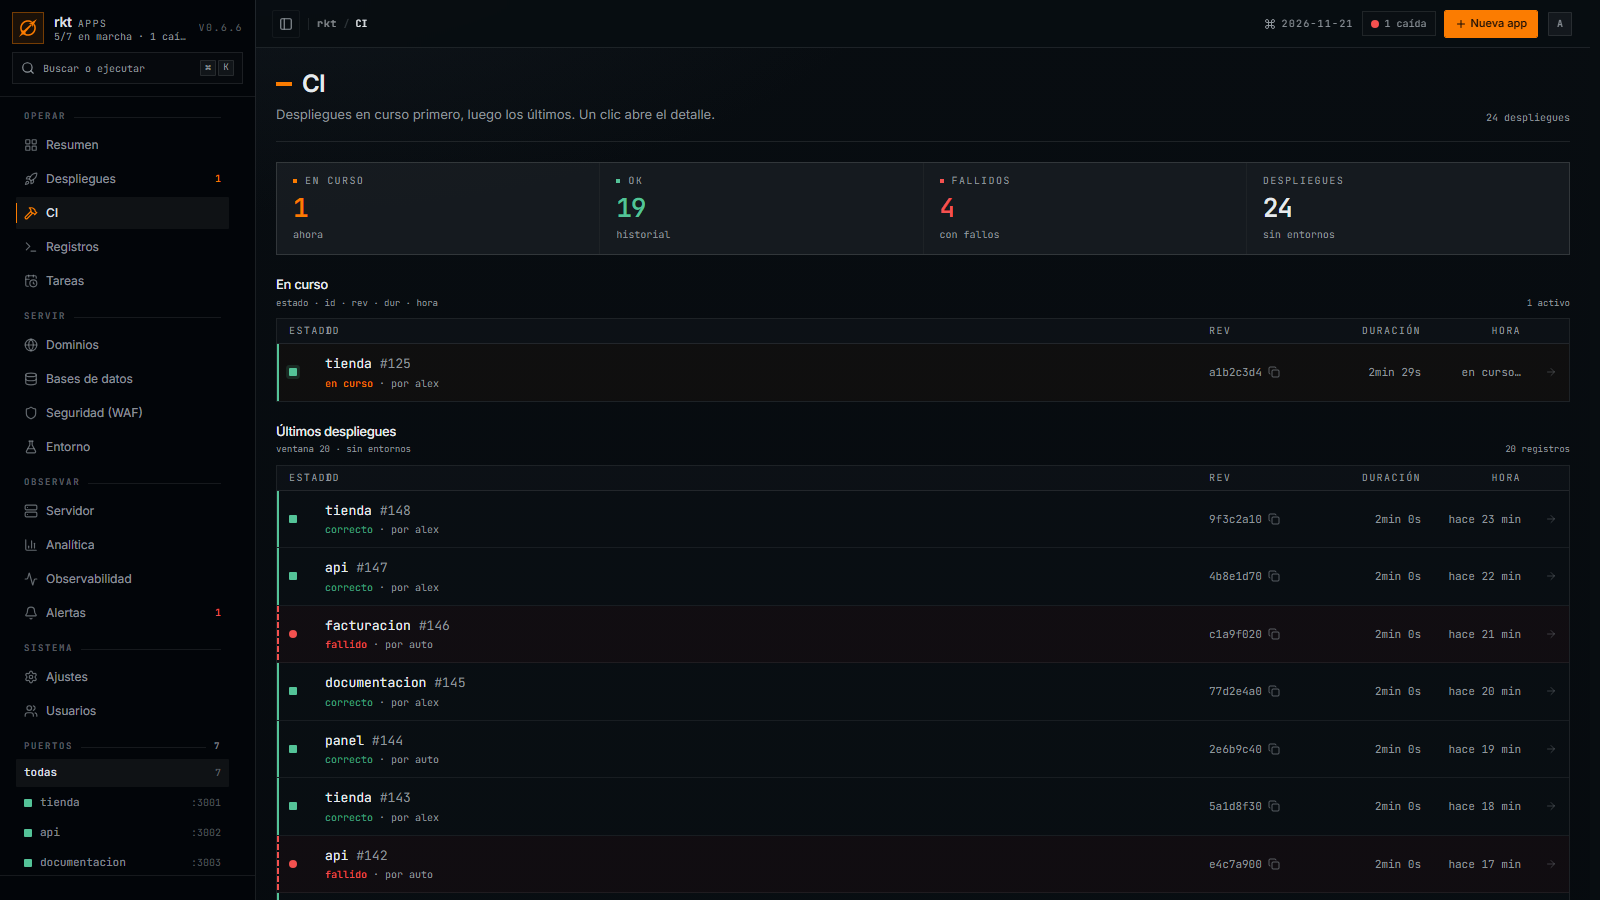 rkt APPS
5/7 en marcha · 1 caí…
V0.6.6
Buscar o ejecutar
⌘ K
OPERAR
Resumen
Despliegues 1
CI
Registros
Tareas
SERVIR
Dominios
Bases de datos
Seguridad (WAF)
Entorno
OBSERVAR
Servidor
Analítica
Observabilidad
Alertas 1
SISTEMA
Ajustes
Usuarios
PUERTOS 7
todas 7
tienda :3001
api :3002
documentacion :3003
rkt / CI
⌘ 2026-11-21
1 caída
+ Nueva app
A
CI
Despliegues en curso primero, luego los últimos. Un clic abre el detalle.
24 despliegues
EN CURSO
1
ahora
OK
19
historial
FALLIDOS
4
con fallos
DESPLIEGUES
24
sin entornos
En curso
estado · id · rev · dur · hora
1 activo
ESTADO ID REV DURACIÓN HORA
tienda #125
en curso · por alex
a1b2c3d4 2min 29s en curso… →
Últimos despliegues
ventana 20 · sin entornos
20 registros
ESTADO ID REV DURACIÓN HORA
tienda #148
correcto · por alex
9f3c2a10 2min 0s hace 23 min →
api #147
correcto · por alex
4b8e1d70 2min 0s hace 22 min →
facturacion #146
fallido · por auto
c1a9f020 2min 0s hace 21 min →
documentacion #145
correcto · por alex
77d2e4a0 2min 0s hace 20 min →
panel #144
correcto · por auto
2e6b9c40 2min 0s hace 19 min →
tienda #143
correcto · por alex
5a1d8f30 2min 0s hace 18 min →
api #142
fallido · por auto
e4c7a900 2min 0s hace 17 min →